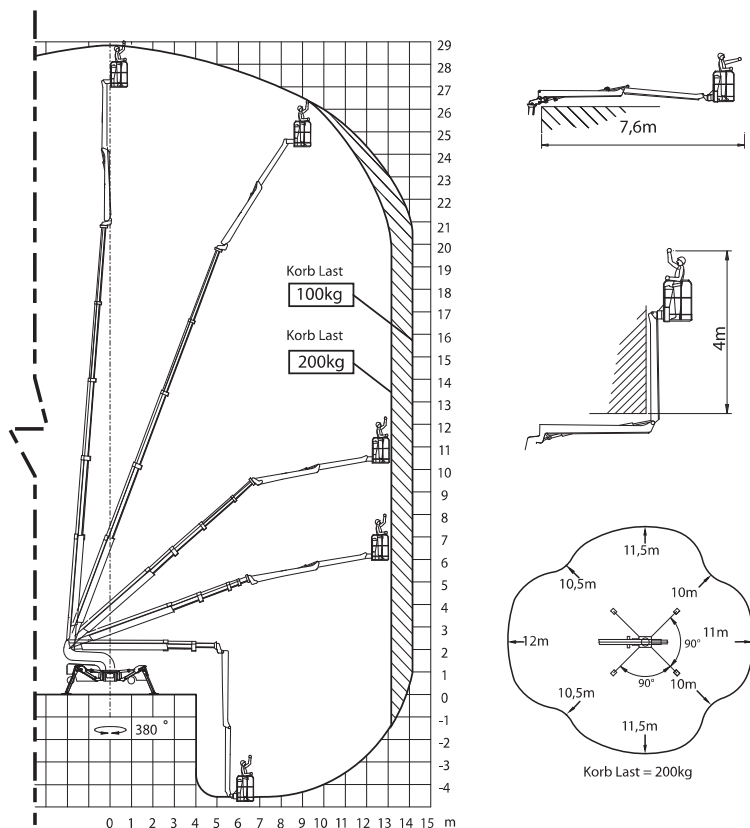 29
28
27
26
25
24
23
22
21
20
19
18
17
16
15
14
13
12
11
10
9
8
7
6
5
4
3
2
1
0
-1
-2
-3
-4
Korb Last
100kg
Korb Last
200kg
380 °
0 1 2 3 4 5 6 7 8 9 10 11 12 13 14 15 m
7,6m
4m
11,5m
10,5m
10m
12m
11m
90°
90°
10,5m
10m
11,5m
Korb Last = 200kg